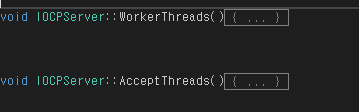 void IOCPServer::WorkerThreads(){ ... }
void IOCPServer::AcceptThreads(){ ... }